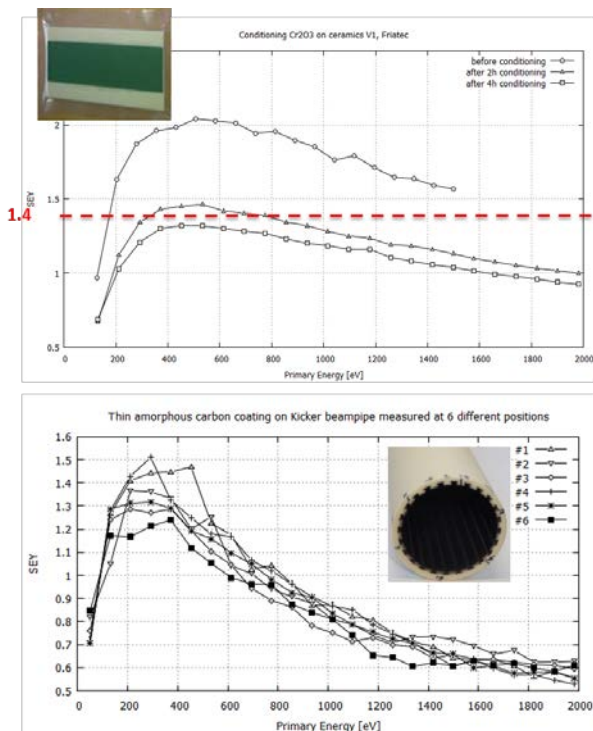 Conditioning Cr2O3 on ceramics V1, Friatec
before conditioning
after 2h conditioning
after 4h conditioning
2
1.5
1.4
SEY
1
0.5
0 200 400 600 800 1000 1200 1400 1600 1800 2000
Primary Energy [eV]
Thin amorphous carbon coating on Kicker beampipe measured at 6 different positions
1.6
1.5
1.4
1.3
1.2
1.1
1
0.9
0.8
0.7
0.6
0.5
SEY
#1
#2
#3
#4
#5
#6
0 200 400 600 800 1000 1200 1400 1600 1800 2000
Primary Energy [eV]